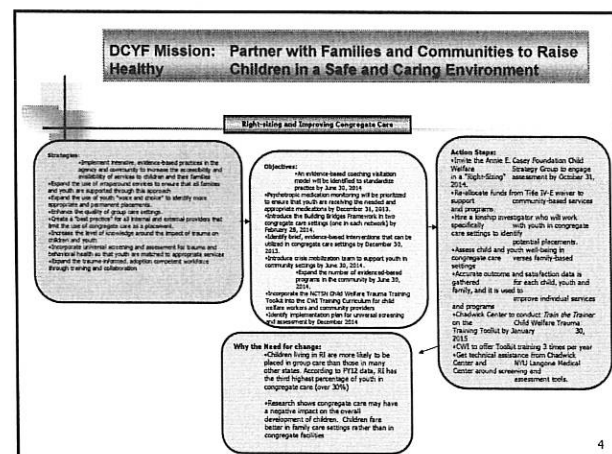 DCYF Mission: Partner with Families and Communities to Raise
Healthy Children in a Safe and Caring Environment
Right-sizing and Improving Congregate Care
Strategies:
•Implement intensive, evidence-based practices in the
agency and community to increase the accessibility and
availability of services to children and their families
•Expand the use of wraparound services to ensure that all families
and youth are supported through this approach
•Expand the use of youth "voice and choice" to identify more
appropriate and permanent placements.
•Enhance the quality of group care settings.
•Create a "best practice" for all internal and external providers that
limit the use of congregate care as a placement.
•Increase the level of knowledge around the impact of trauma on
children and youth
•Incorporate universal screening and assessment for trauma and
behavioral health so that youth are matched to appropriate services
•Expand the trauma-informed, adoption competent workforce
through training and collaboration
Objectives:
•An evidence-based coaching visitation
model will be identified to standardize
practice by June 30, 2014
•Psychotropic medication monitoring will be prioritized
to ensure that youth are receiving the needed and
appropriate medications by December 31, 2013.
•Introduce the Building Bridges Framework in two
congregate care settings (one in each network) by
February 28, 2014.
•Identify brief, evidence-based interventions that can be
utilized in congregate care settings by December 30,
2013.
•Introduce crisis mobilization team to support youth in
community settings by June 30, 2014.
•Expand the number of evidenced-based
programs in the community by June 30,
2014.
•Incorporate the NCTSN Child Welfare Trauma Training
Toolkit into the CWI Training Curriculum for child
welfare workers and community providers
•Identify implementation plan for universal screening
and assessment by December 2014
Action Steps:
•Invite the Annie E. Casey Foundation Child
Welfare Strategy Group to engage
in a "Right-Sizing" assessment by October 31,
2014.
•Re-allocate funds from Title IV-E waiver to
support community-based services
and programs.
•Hire a kinship investigator who will work
specifically with youth in congregate
care settings to identify
potential placements.
•Assess child and youth well-being in
congregate care verses family-based
settings
•Accurate outcome and satisfaction data is
gathered for each child, youth and
family, and it is used to
improve individual services
and programs
•Chadwick Center to conduct Train the Trainer
on the Child Welfare Trauma
Training Toolkit by January 30,
2015
•CWI to offer Toolkit training 3 times per year
•Get technical assistance from Chadwick
Center and NYU Langone Medical
Center around screening and
assessment tools.
Why the Need for change:
•Children living in RI are more likely to be
placed in group care than those in many
other states. According to FY12 data, RI has
the third highest percentage of youth in
congregate care (over 30%)
•Research shows congregate care may have
a negative impact on the overall
development of children. Children fare
better in family care settings rather than in
congregate facilities
4